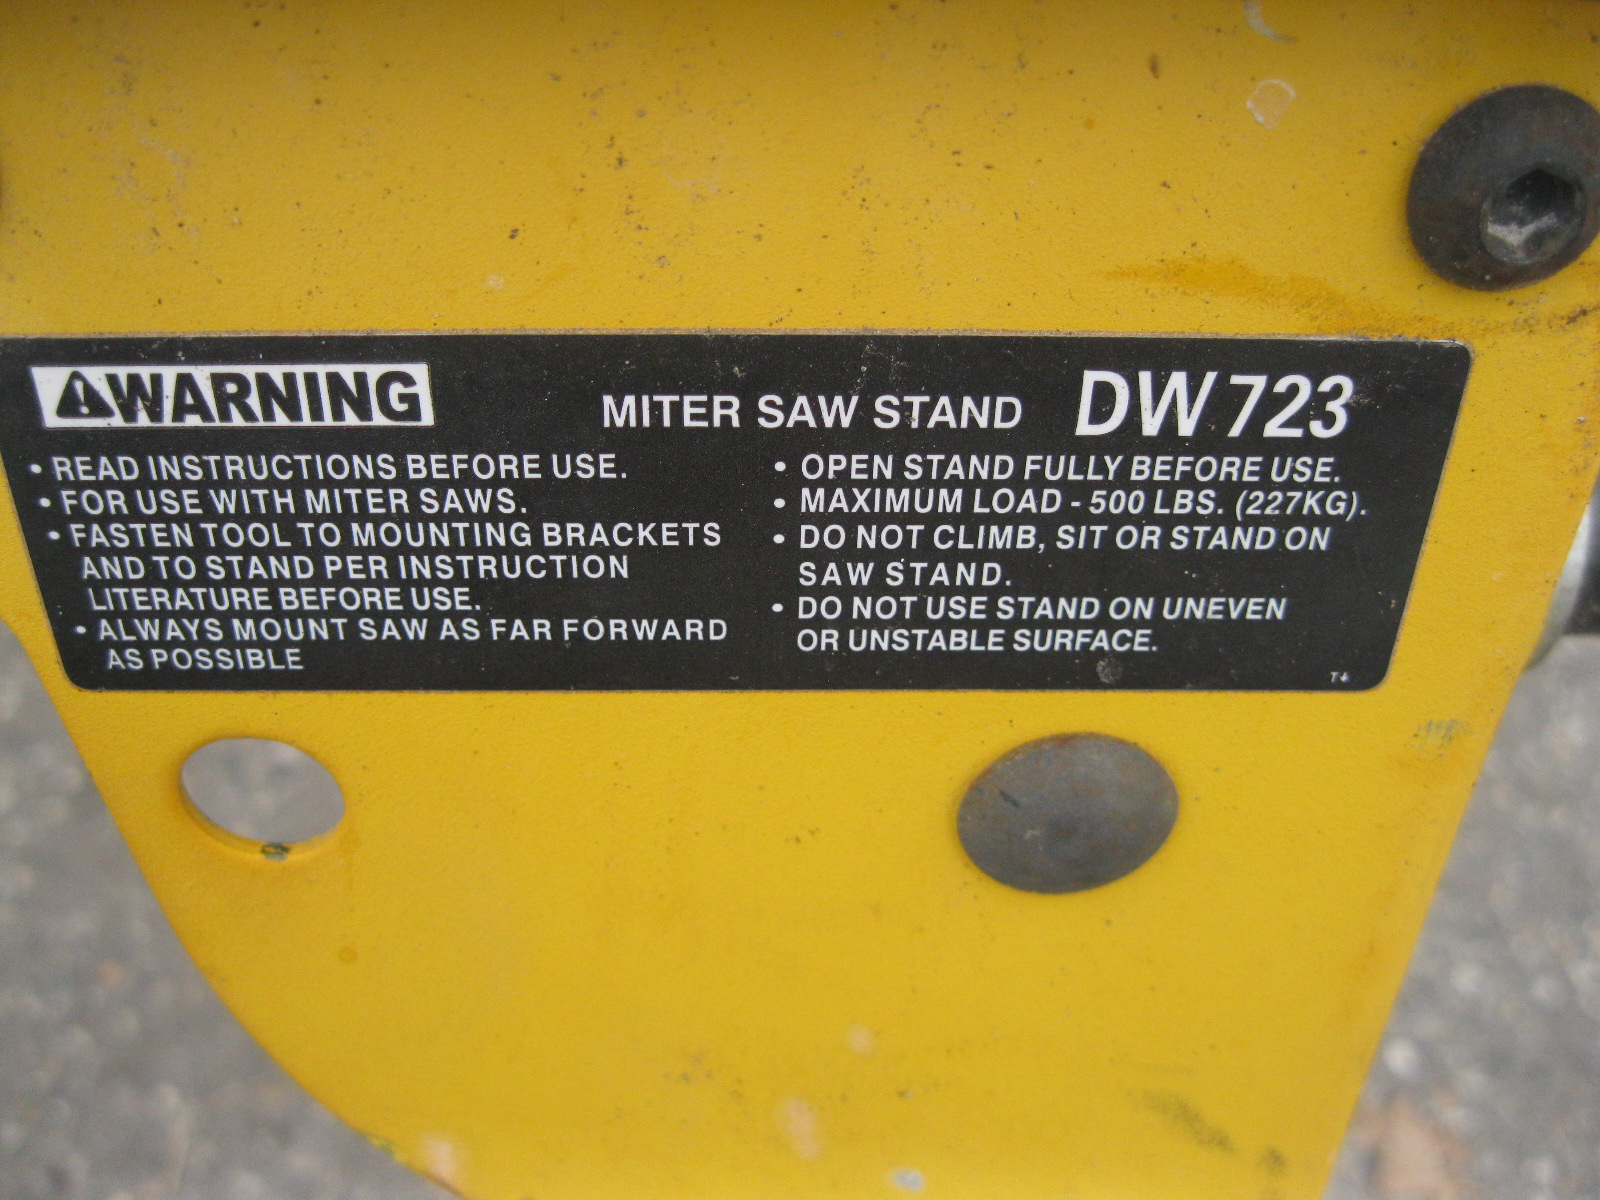 WARNING
MITER SAW STAND DW723
• READ INSTRUCTIONS BEFORE USE.
• FOR USE WITH MITER SAWS.
• FASTEN TOOL TO MOUNTING BRACKETS
AND TO STAND PER INSTRUCTION
LITERATURE BEFORE USE.
• ALWAYS MOUNT SAW AS FAR FORWARD
AS POSSIBLE
• OPEN STAND FULLY BEFORE USE.
• MAXIMUM LOAD - 500 LBS. (227KG).
• DO NOT CLIMB, SIT OR STAND ON
SAW STAND.
• DO NOT USE STAND ON UNEVEN
OR UNSTABLE SURFACE.